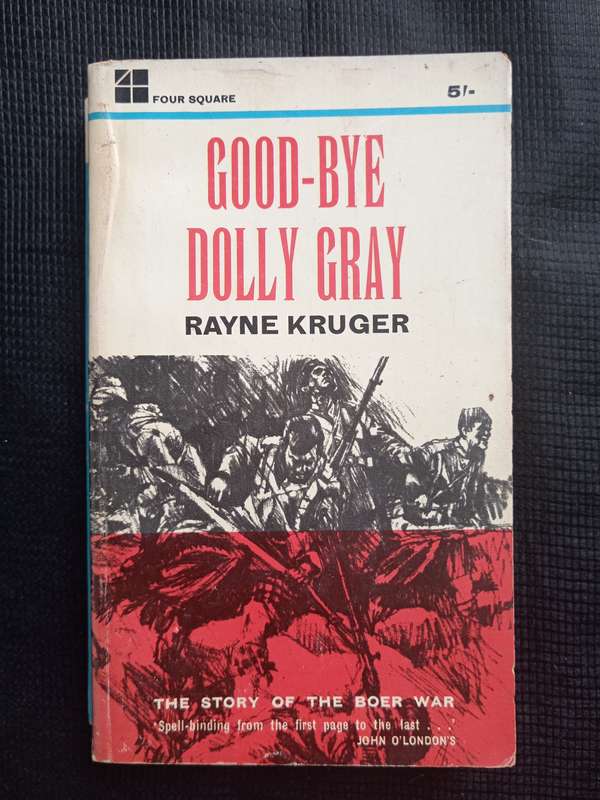 FOUR SQUARE
5/-
GOOD-BYE
DOLLY GRAY
RAYNE KRUGER
THE STORY OF THE BOER WAR
'Spell-binding from the first page to the last . . .'
JOHN O'LONDON'S